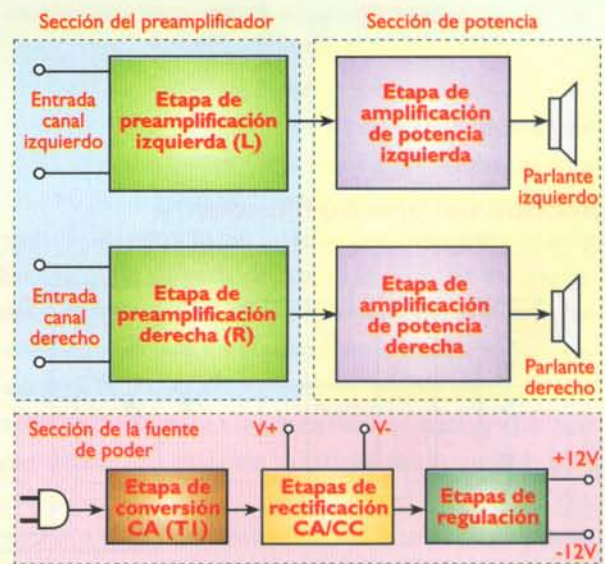 Sección del preamplificador
Sección de potencia
Entrada
canal
izquierdo
Etapa de
preamplificación
izquierda (L)
Etapa de
amplificación
de potencia
izquierda
Parlante
izquierdo
Entrada
canal
derecho
Etapa de
preamplificación
derecha (R)
Etapa de
amplificación
de potencia
derecha
Parlante
derecho
Sección de la fuente
de poder
V+
V-
Etapa de
conversión
CA (T1)
Etapas de
rectificación
CA/CC
Etapas de
regulación
+12V
-12V